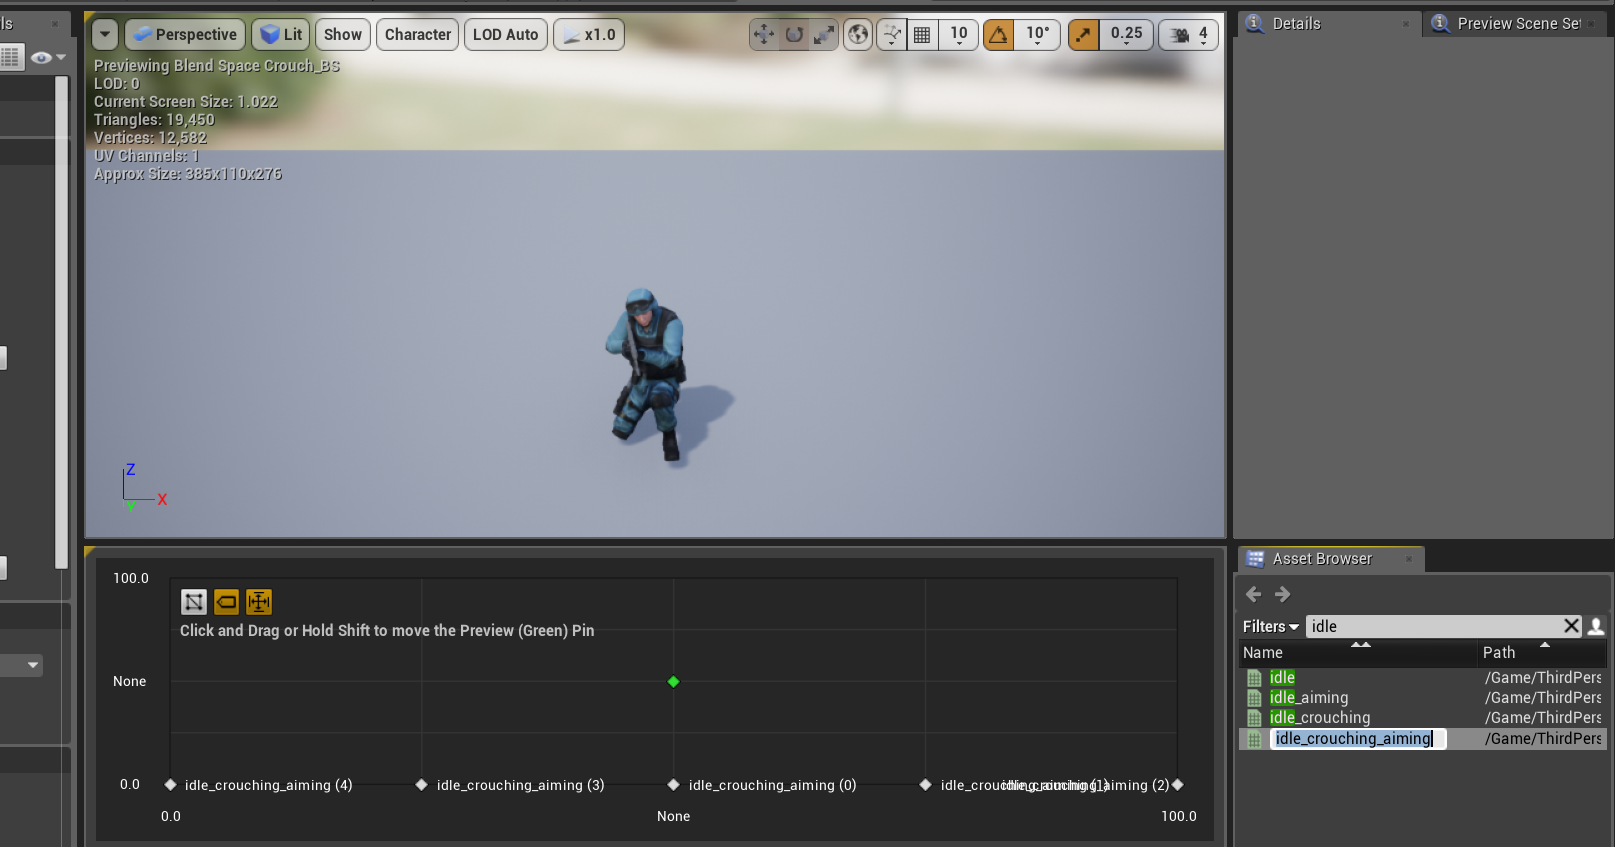 ls
Perspective Lit Show Character LOD Auto x1.0 10 10° 0.25 4
Details Preview Scene Set
Previewing Blend Space Crouch_BS
LOD: 0
Current Screen Size: 1.022
Triangles: 19,450
Vertices: 12,582
UV Channels: 1
Approx Size: 385x110x276
Z
X
Y
Asset Browser
Filters idle
Name Path
idle /Game/ThirdPers
idle_aiming /Game/ThirdPers
idle_crouching /Game/ThirdPers
idle_crouching_aiming /Game/ThirdPers
100.0
Click and Drag or Hold Shift to move the Preview (Green) Pin
None
0.0 idle_crouching_aiming (4) idle_crouching_aiming (3) idle_crouching_aiming (0) idle_crouching_aiming (1) idle_crouching_aiming (2)
0.0 None 100.0